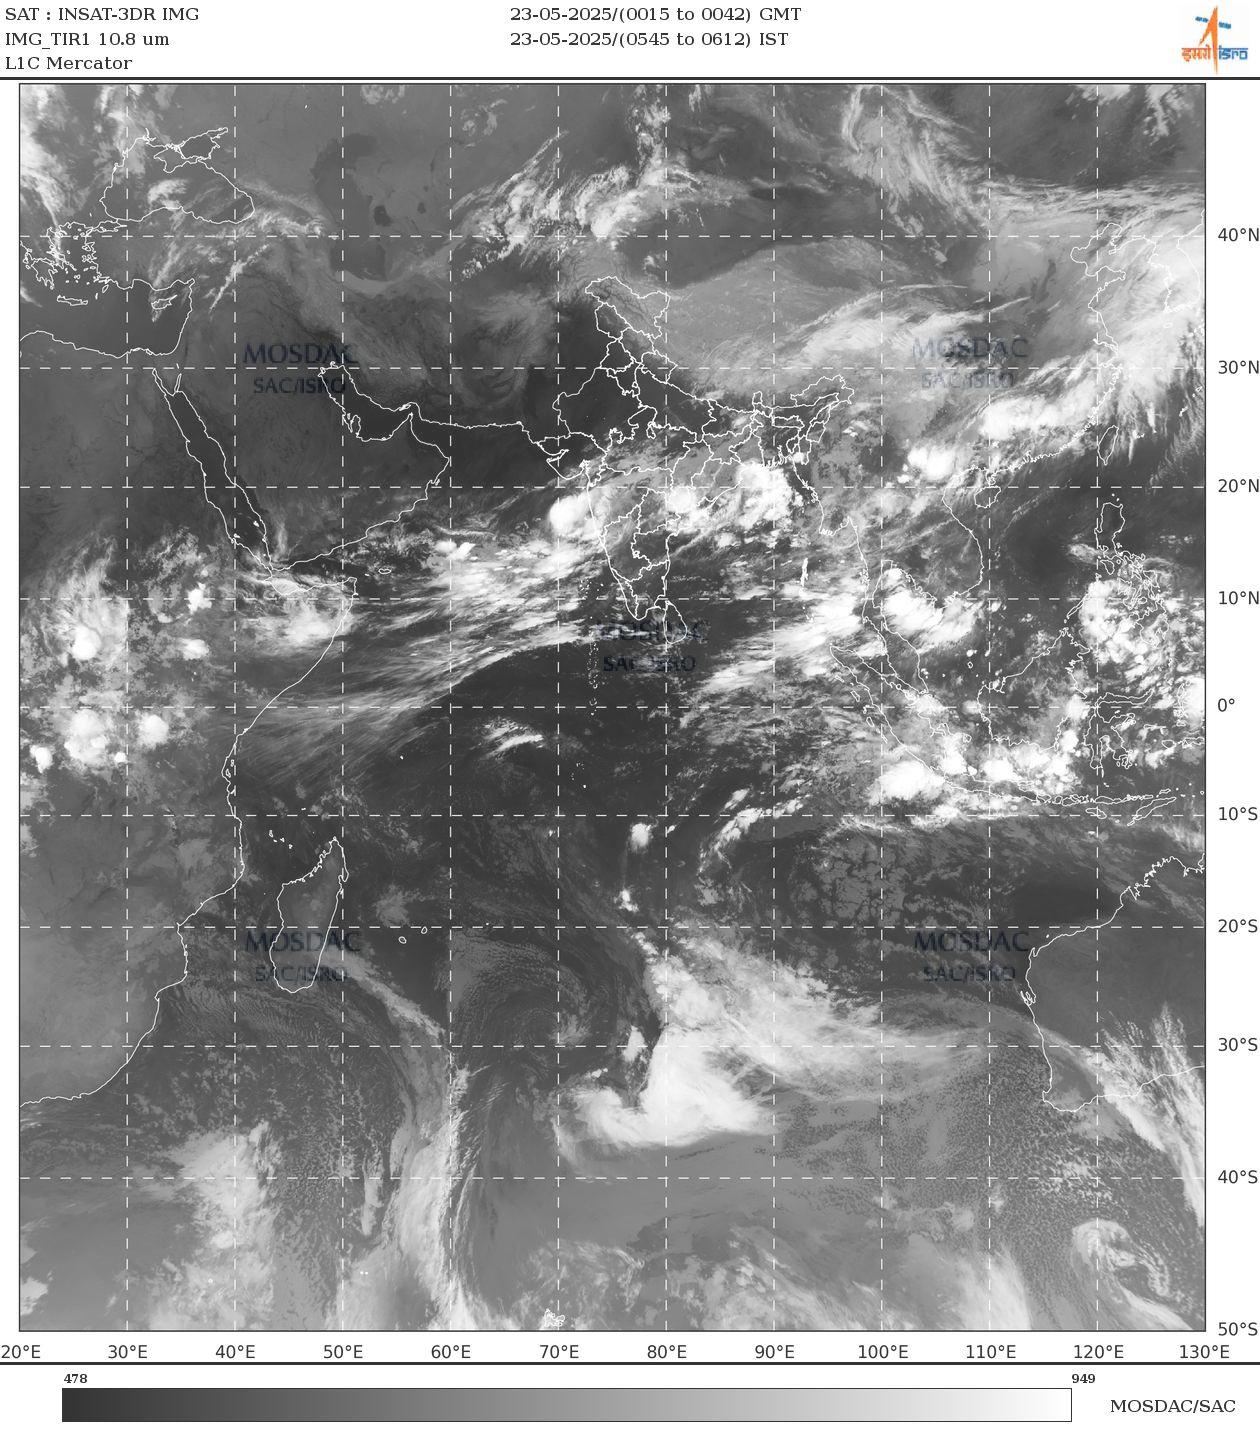 SAT : INSAT-3DR IMG
23-05-2025/(0015 to 0042) GMT
IMG_TIR1 10.8 um
23-05-2025/(0545 to 0612) IST
L1C Mercator
इसरो isro
40°N
MOSDAC
SAC/ISRO
MOSDAC
SAC/ISRO
30°N
20°N
10°N
MOSDAC
SAC/ISRO
0°
10°S
20°S
MOSDAC
SAC/ISRO
MOSDAC
SAC/ISRO
30°S
40°S
50°S
20°E 30°E 40°E 50°E 60°E 70°E 80°E 90°E 100°E 110°E 120°E 130°E
478
949
MOSDAC/SAC